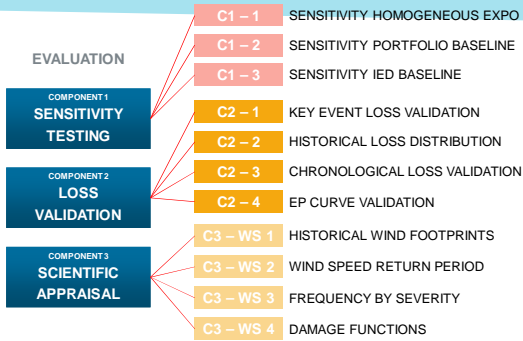 C1 – 1 SENSITIVITY HOMOGENEOUS EXPO
C1 – 2 SENSITIVITY PORTFOLIO BASELINE
C1 – 3 SENSITIVITY IED BASELINE
EVALUATION
COMPONENT 1
SENSITIVITY
TESTING
C2 – 1 KEY EVENT LOSS VALIDATION
C2 – 2 HISTORICAL LOSS DISTRIBUTION
C2 – 3 CHRONOLOGICAL LOSS VALIDATION
C2 – 4 EP CURVE VALIDATION
COMPONENT 2
LOSS
VALIDATION
C3 – WS 1 HISTORICAL WIND FOOTPRINTS
C3 – WS 2 WIND SPEED RETURN PERIOD
C3 – WS 3 FREQUENCY BY SEVERITY
C3 – WS 4 DAMAGE FUNCTIONS
COMPONENT 3
SCIENTIFIC
APPRAISAL